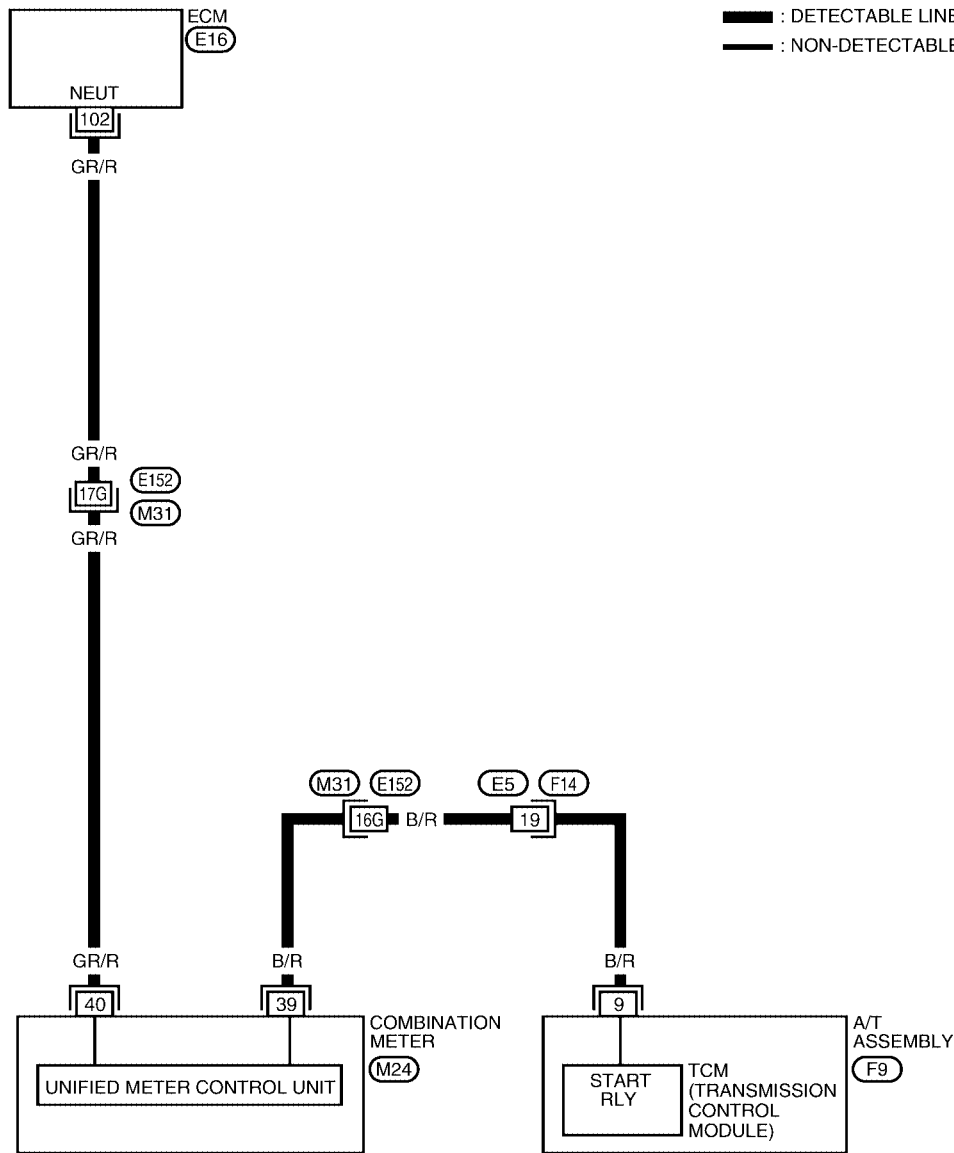 ECM
E16
: DETECTABLE LINE
: NON-DETECTABLE
NEUT
102
GR/R
GR/R
17G
E152
M31
GR/R
M31
E152
E5
F14
16G
B/R
19
GR/R
B/R
B/R
40
39
9
COMBINATION
METER
M24
UNIFIED METER CONTROL UNIT
A/T
ASSEMBLY
F9
START
RLY
TCM
(TRANSMISSION
CONTROL
MODULE)